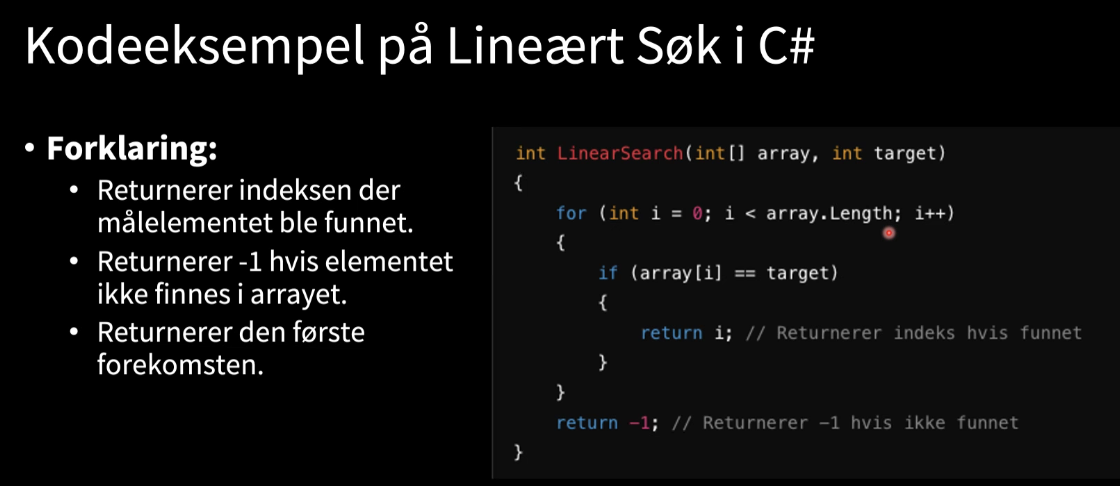 Kodeeksempel på Lineært Søk i C#
• Forklaring:
• Returnerer indeksen der
målelementet ble funnet.
• Returnerer -1 hvis elementet
ikke finnes i arrayet.
• Returnerer den første
forekomsten.
int LinearSearch(int[] array, int target)
{
    for (int i = 0; i < array.Length; i++)
    {
        if (array[i] == target)
        {
            return i; // Returnerer indeks hvis funnet
        }
    }
    return -1; // Returnerer -1 hvis ikke funnet
}